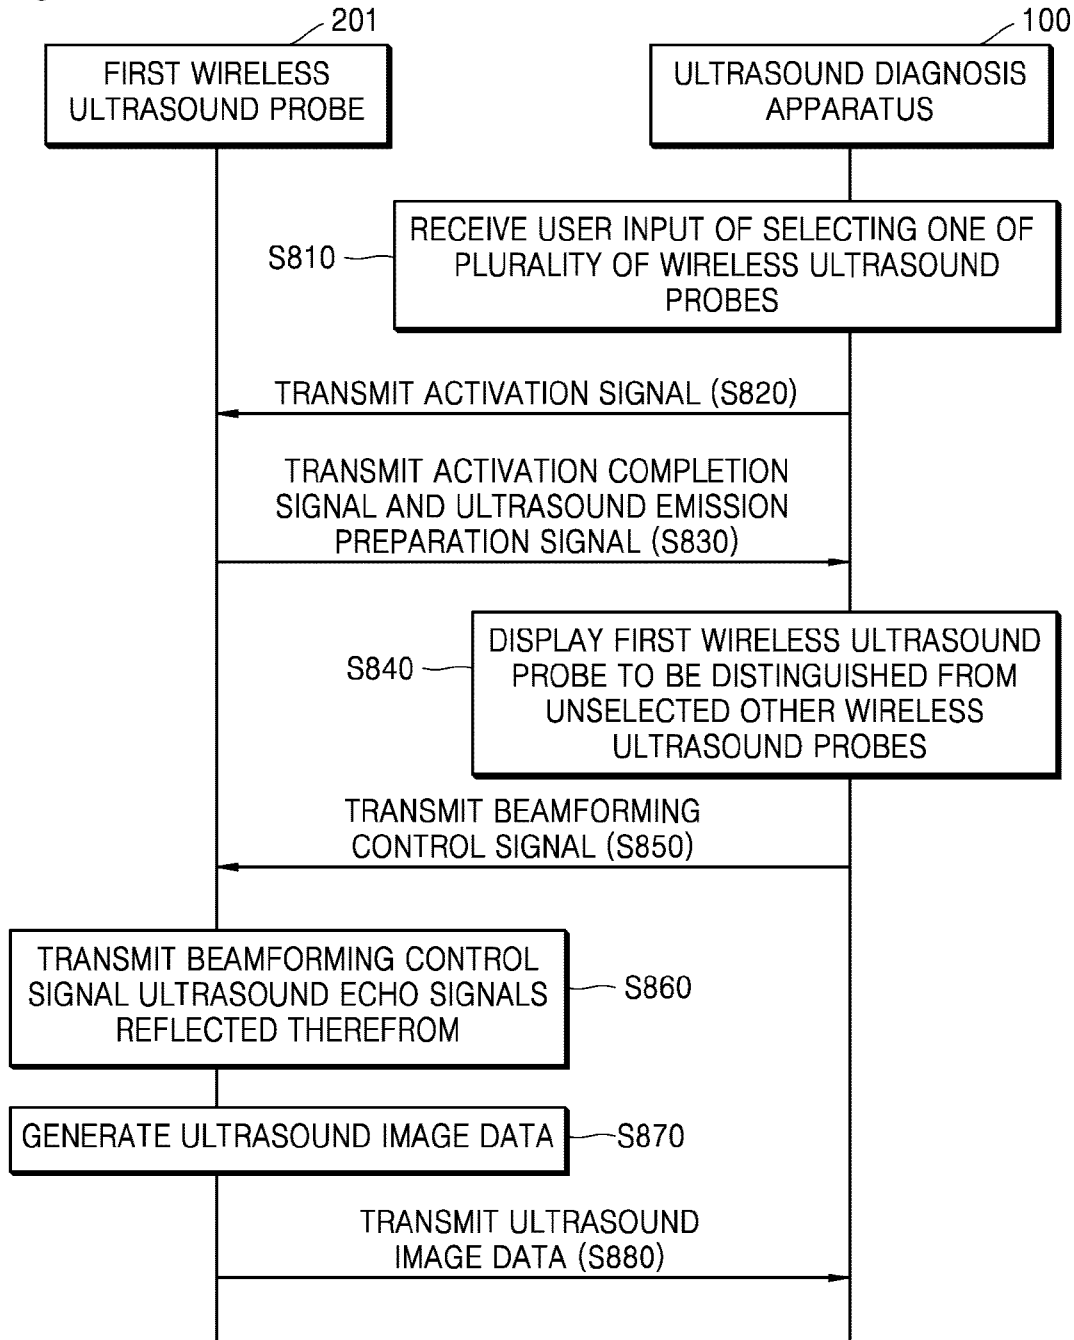 201
100
FIRST WIRELESS
ULTRASOUND PROBE
ULTRASOUND DIAGNOSIS
APPARATUS
S810
RECEIVE USER INPUT OF SELECTING ONE OF
PLURALITY OF WIRELESS ULTRASOUND
PROBES
TRANSMIT ACTIVATION SIGNAL (S820)
TRANSMIT ACTIVATION COMPLETION
SIGNAL AND ULTRASOUND EMISSION
PREPARATION SIGNAL (S830)
S840
DISPLAY FIRST WIRELESS ULTRASOUND
PROBE TO BE DISTINGUISHED FROM
UNSELECTED OTHER WIRELESS
ULTRASOUND PROBES
TRANSMIT BEAMFORMING
CONTROL SIGNAL (S850)
TRANSMIT BEAMFORMING CONTROL
SIGNAL ULTRASOUND ECHO SIGNALS
REFLECTED THEREFROM
S860
GENERATE ULTRASOUND IMAGE DATA
S870
TRANSMIT ULTRASOUND
IMAGE DATA (S880)